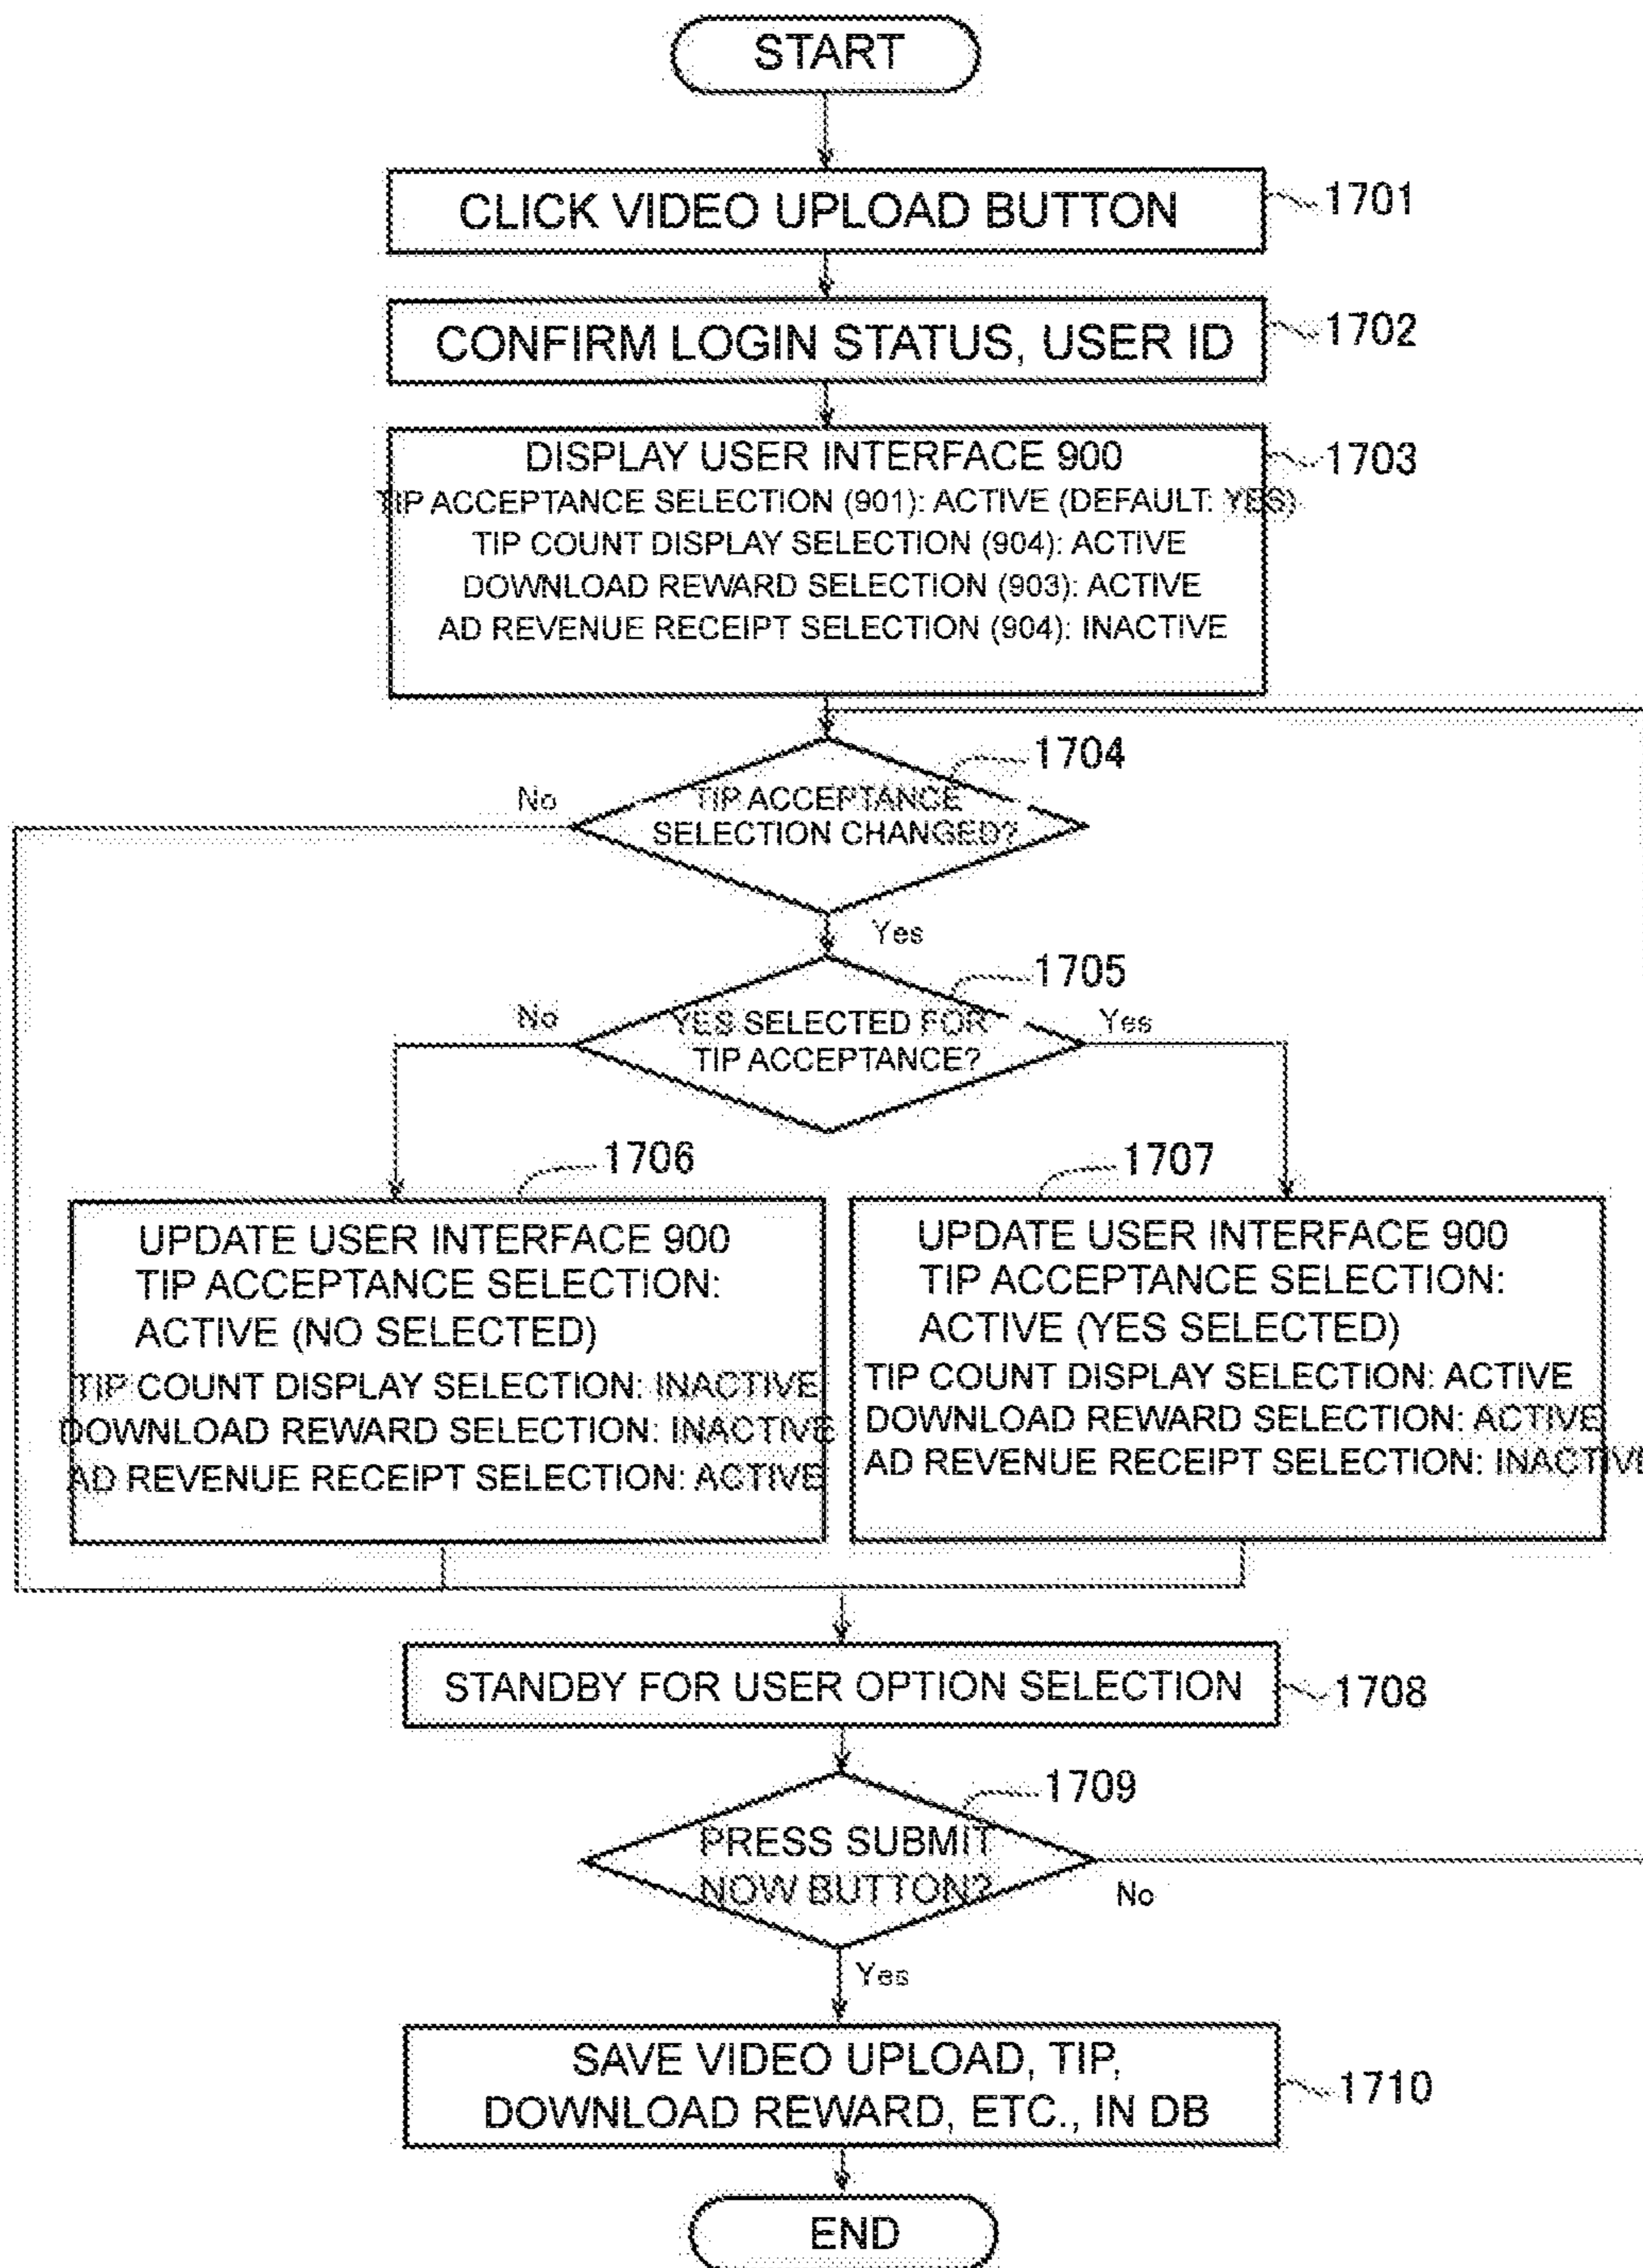 START
CLICK VIDEO UPLOAD BUTTON
1701
CONFIRM LOGIN STATUS, USER ID
1702
DISPLAY USER INTERFACE 900
1703
TIP ACCEPTANCE SELECTION (901): ACTIVE (DEFAULT: YES)
TIP COUNT DISPLAY SELECTION (904): ACTIVE
DOWNLOAD REWARD SELECTION (903): ACTIVE
AD REVENUE RECEIPT SELECTION (904): INACTIVE
1704
No
TIP ACCEPTANCE
SELECTION CHANGED?
Yes
1705
No
YES SELECTED FOR
TIP ACCEPTANCE?
Yes
1706
UPDATE USER INTERFACE 900
TIP ACCEPTANCE SELECTION:
ACTIVE (NO SELECTED)
TIP COUNT DISPLAY SELECTION: INACTIVE
DOWNLOAD REWARD SELECTION: INACTIVE
AD REVENUE RECEIPT SELECTION: ACTIVE
1707
UPDATE USER INTERFACE 900
TIP ACCEPTANCE SELECTION:
ACTIVE (YES SELECTED)
TIP COUNT DISPLAY SELECTION: ACTIVE
DOWNLOAD REWARD SELECTION: ACTIVE
AD REVENUE RECEIPT SELECTION: INACTIVE
STANDBY FOR USER OPTION SELECTION
1708
1709
PRESS SUBMIT
NOW BUTTON?
No
Yes
SAVE VIDEO UPLOAD, TIP,
DOWNLOAD REWARD, ETC., IN DB
1710
END